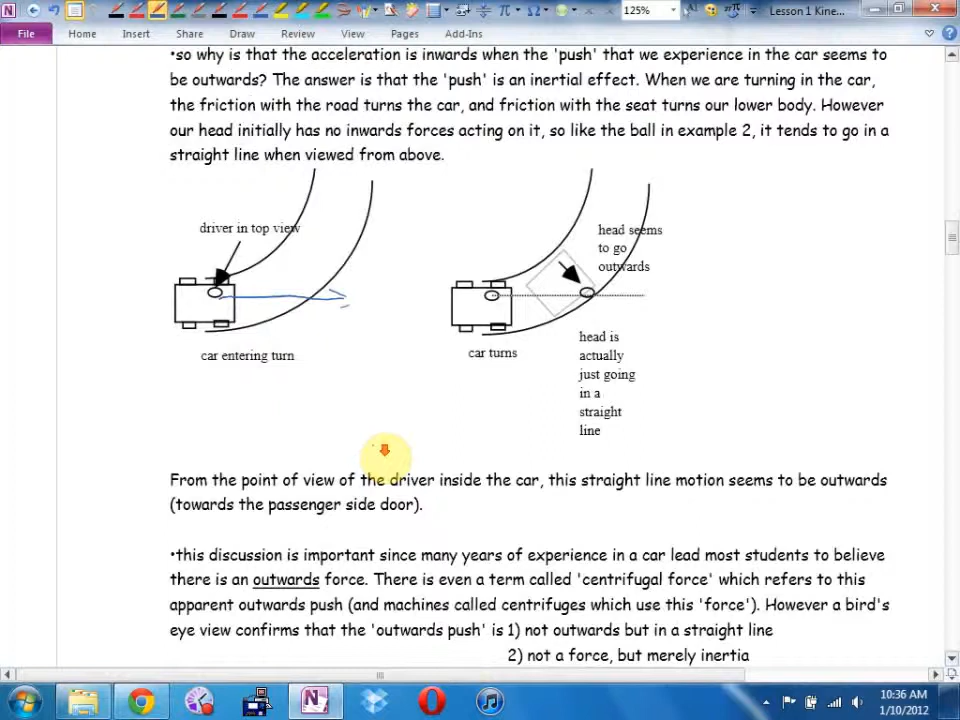 125%
Lesson 1 Kine...
File Home Insert Share Draw Review View Pages Add-Ins
•so why is that the acceleration is inwards when the 'push' that we experience in the car seems to
be outwards? The answer is that the 'push' is an inertial effect. When we are turning in the car,
the friction with the road turns the car, and friction with the seat turns our lower body. However
our head initially has no inwards forces acting on it, so like the ball in example 2, it tends to go in a
straight line when viewed from above.
driver in top view
car entering turn
head seems
to go
outwards
car turns
head is
actually
just going
in a
straight
line
From the point of view of the driver inside the car, this straight line motion seems to be outwards
(towards the passenger side door).
•this discussion is important since many years of experience in a car lead most students to believe
there is an outwards force. There is even a term called 'centrifugal force' which refers to this
apparent outwards push (and machines called centrifuges which use this 'force'). However a bird's
eye view confirms that the 'outwards push' is 1) not outwards but in a straight line
2) not a force, but merely inertia
10:36 AM
1/10/2012